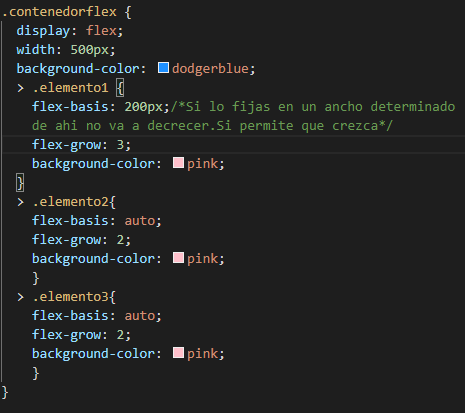 .contenedorflex {
display: flex;
width: 500px;
background-color: dodgerblue;
> .elemento1 {
flex-basis: 200px;/*Si lo fijas en un ancho determinado
de ahi no va a decrecer.Si permite que crezca*/
flex-grow: 3;
background-color: pink;
}
> .elemento2{
flex-basis: auto;
flex-grow: 2;
background-color: pink;
}
> .elemento3{
flex-basis: auto;
flex-grow: 2;
background-color: pink;
}
}